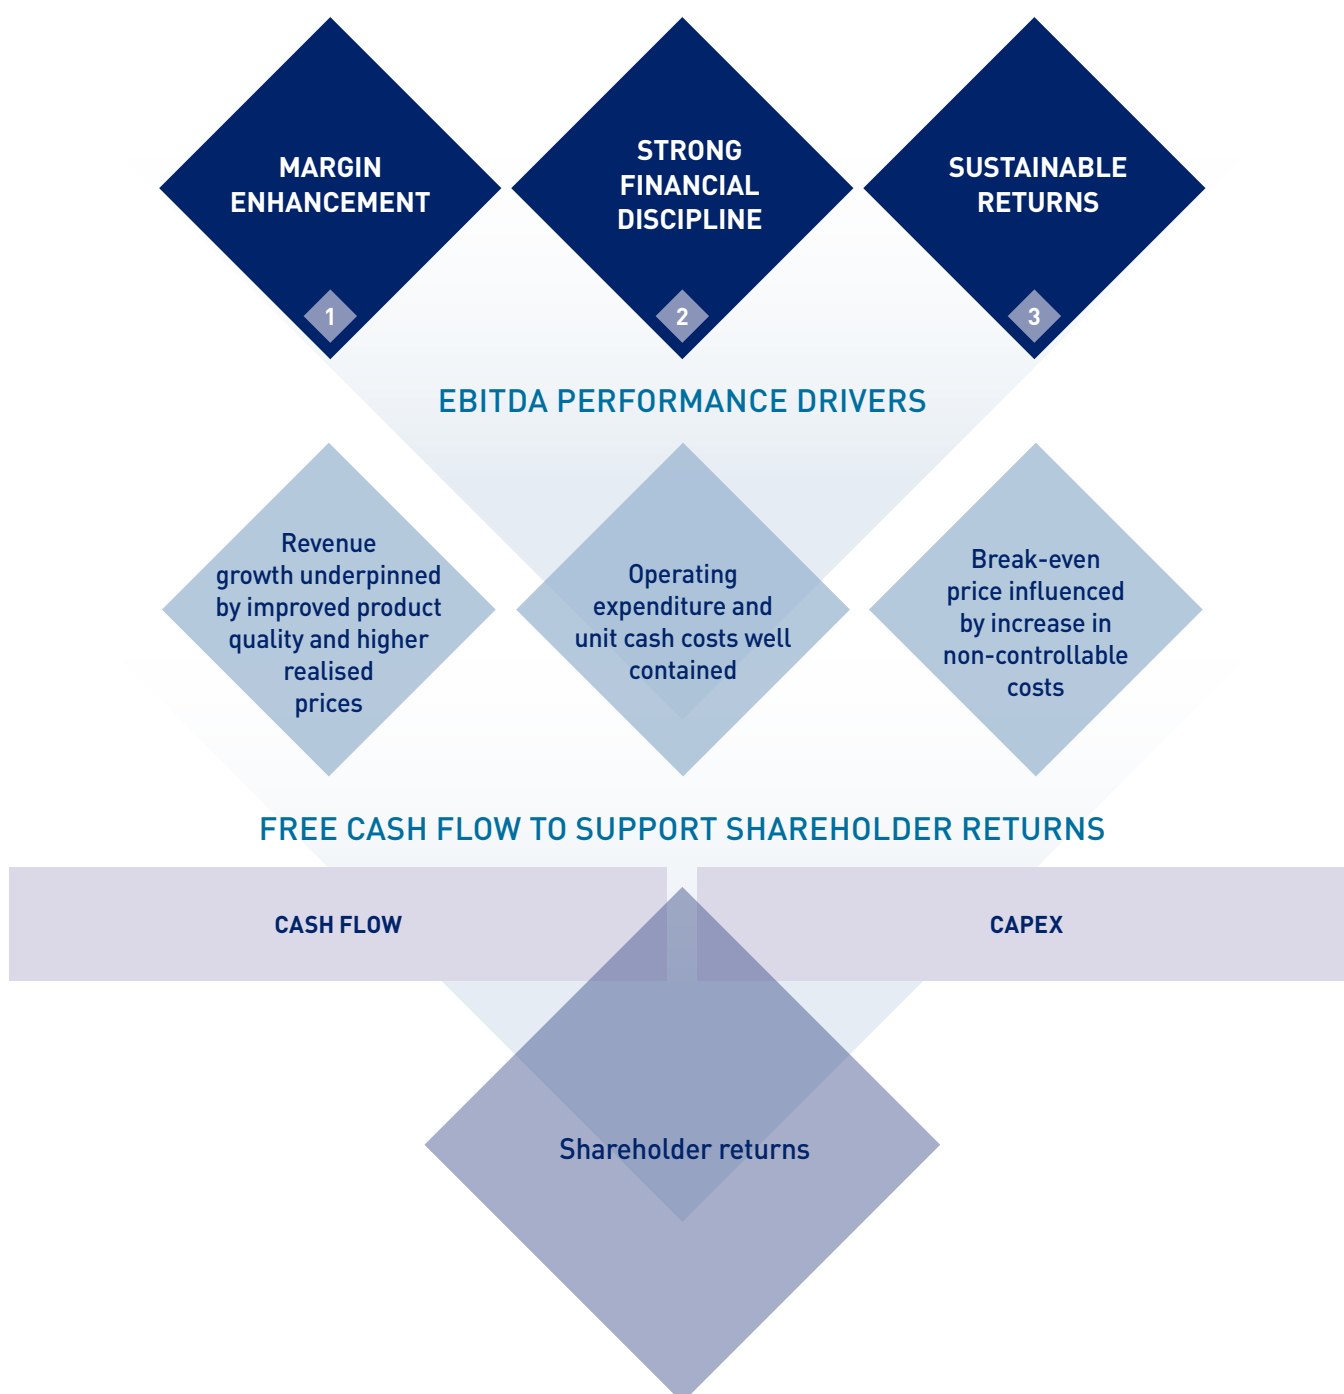 MARGIN
ENHANCEMENT
1
STRONG
FINANCIAL
DISCIPLINE
2
SUSTAINABLE
RETURNS
3
EBITDA PERFORMANCE DRIVERS
Revenue
growth underpinned
by improved product
quality and higher
realised
prices
Operating
expenditure and
unit cash costs well
contained
Break-even
price influenced
by increase in
non-controllable
costs
FREE CASH FLOW TO SUPPORT SHAREHOLDER RETURNS
CASH FLOW
CAPEX
Shareholder returns